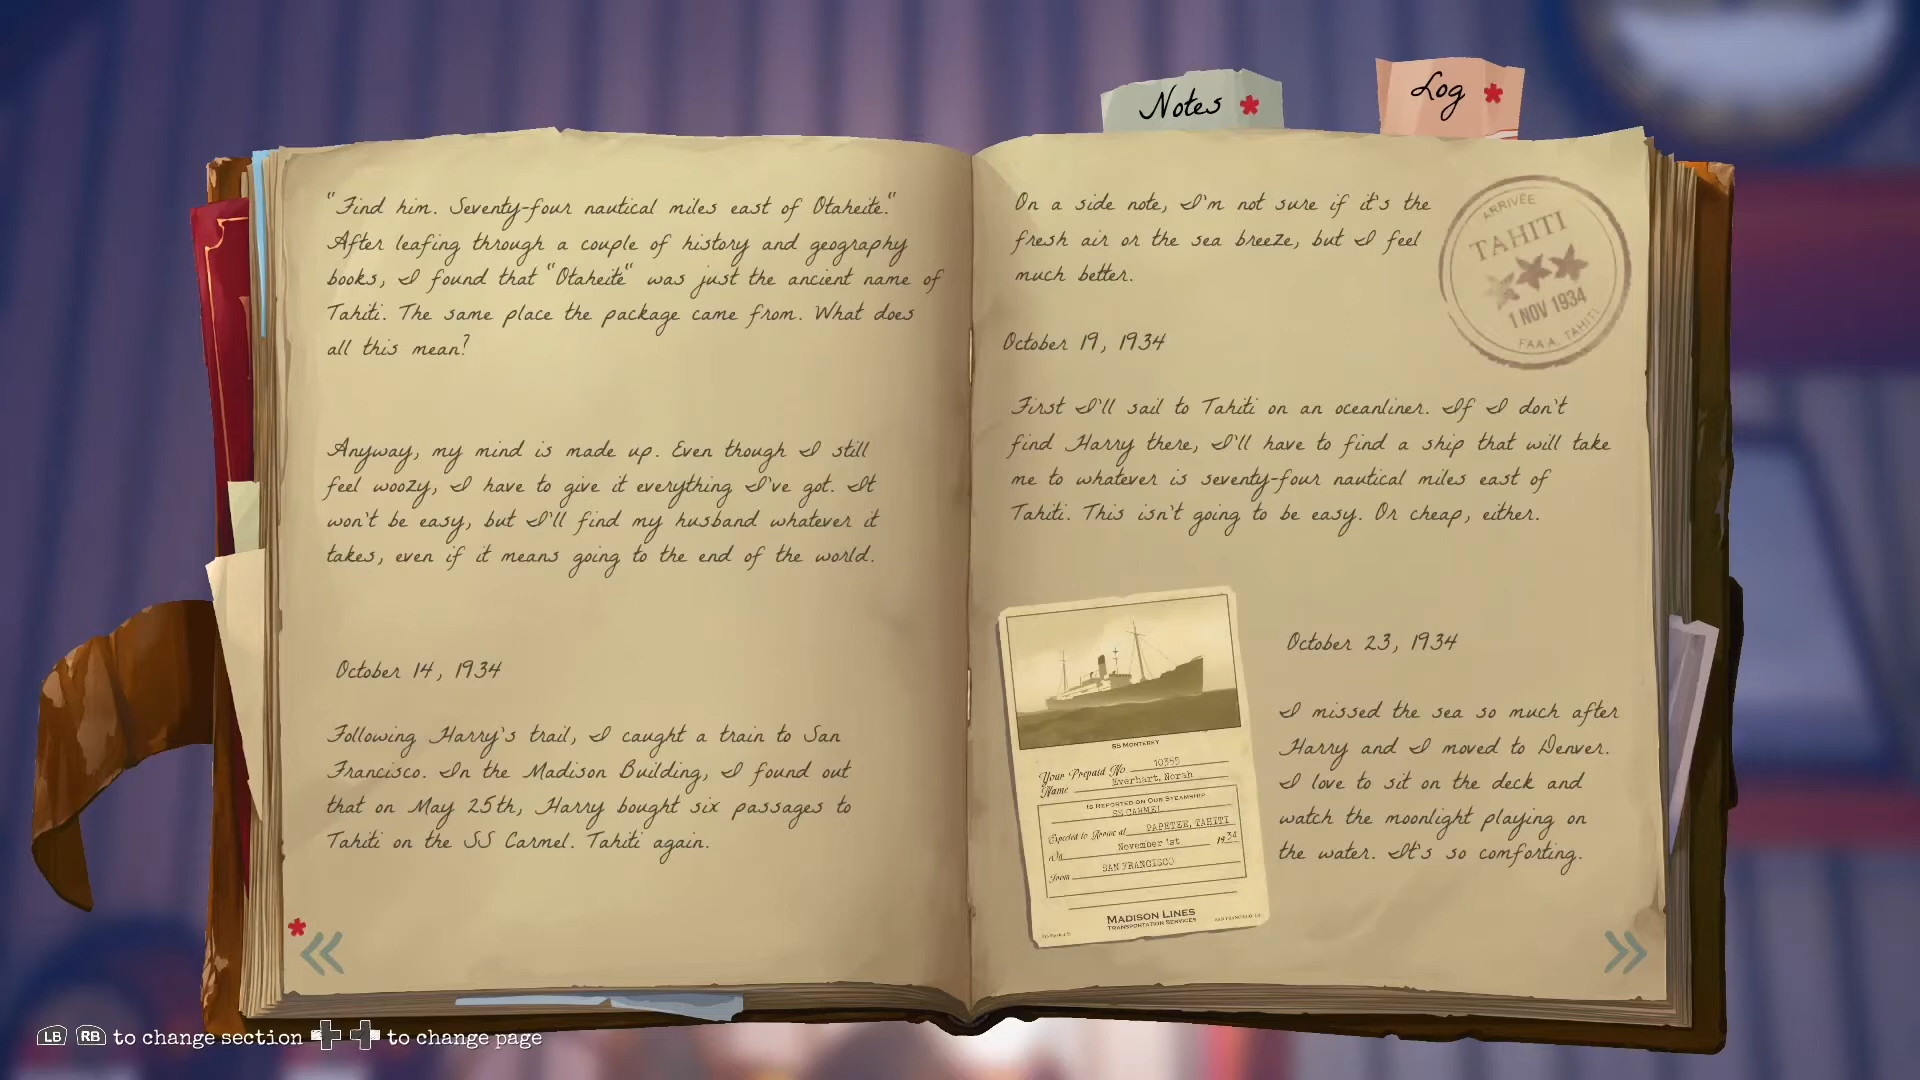 Notes *
Log *
"Find him. Seventy-four nautical miles east of Otaheite."
After leafing through a couple of history and geography
books, I found that "Otaheite" was just the ancient name of
Tahiti. The same place the package came from. What does
all this mean?
Anyway, my mind is made up. Even though I still
feel woozy, I have to give it everything I've got. It
won't be easy, but I'll find my husband whatever it
takes, even if it means going to the end of the world.
October 14, 1934
Following Harry's trail, I caught a train to San
Francisco. In the Madison Building, I found out
that on May 25th, Harry bought six passages to
Tahiti on the SS Carmel. Tahiti again.
On a side note, I'm not sure if it's the
fresh air or the sea breeze, but I feel
much better.
ARRIVÉE
TAHITI
1 NOV 1934
FAA'A, TAHITI
October 19, 1934
First I'll sail to Tahiti on an oceanliner. If I don't
find Harry there, I'll have to find a ship that will take
me to whatever is seventy-four nautical miles east of
Tahiti. This isn't going to be easy. Or cheap, either.
SS MONTEREY
Your Prepaid No 10355
Name Everhart, Norah
IS REPORTED ON OUR STEAMSHIP
SS CARMEL
Expected to Arrive at PAPETEE, TAHITI
November 1st 1934
From SAN FRANCISCO
MADISON LINES
TRANSPORTATION SERVICES
October 23, 1934
I missed the sea so much after
Harry and I moved to Denver.
I love to sit on the deck and
watch the moonlight playing on
the water. It's so comforting.
LB RB to change section to change page